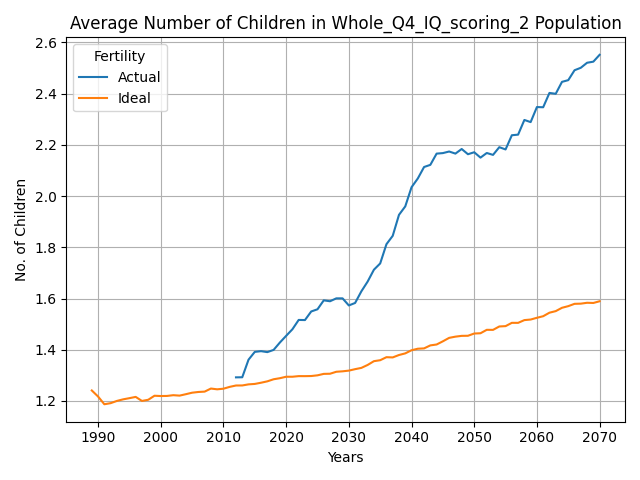 Average Number of Children in Whole_Q4_IQ_scoring_2 Population
Fertility
Actual
Ideal
No. of Children
2.6
2.4
2.2
2.0
1.8
1.6
1.4
1.2
1990 2000 2010 2020 2030 2040 2050 2060 2070
Years